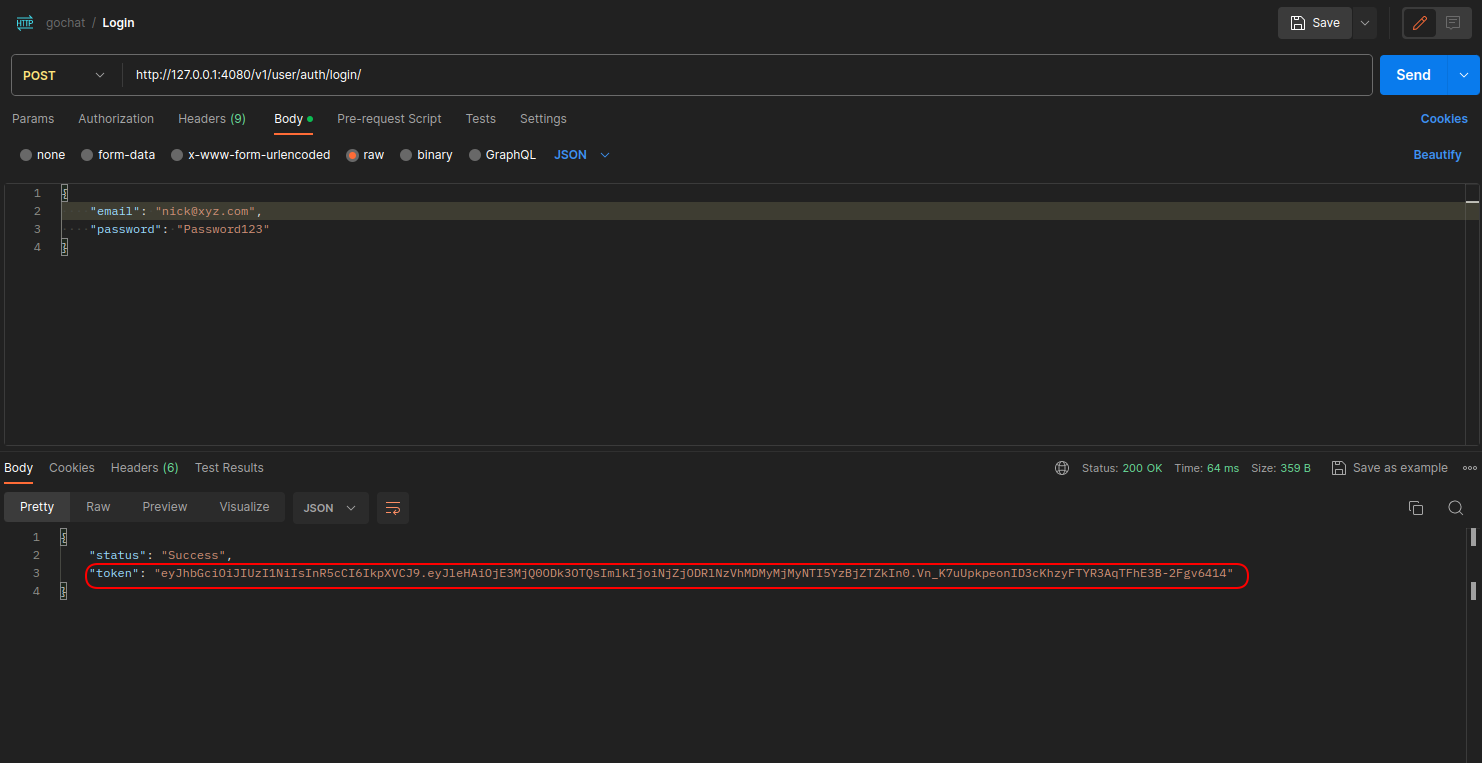 HTTP gochat / Login Save
POST http://127.0.0.1:4080/v1/user/auth/login/ Send
Params Authorization Headers (9) Body Pre-request Script Tests Settings Cookies
none form-data x-www-form-urlencoded raw binary GraphQL JSON Beautify
1 {
2 "email": "nick@xyz.com",
3 "password": "Password123"
4 }
Body Cookies Headers (6) Test Results Status: 200 OK Time: 64 ms Size: 359 B Save as example
Pretty Raw Preview Visualize JSON
1 {
2 "status": "Success",
3 "token": "eyJhbGciOiJIUzI1NiIsInR5cCI6IkpXVCJ9.eyJleHAiOjE3MjQ0ODk3OTQsImlkIjoiNjZjODRlNzVhMDMyMjMyNTI5YzBjZTZkIn0.Vn_K7uUpkpeonID3cKhzyFTYR3AqTFhE3B-2Fgv6414"
4 }